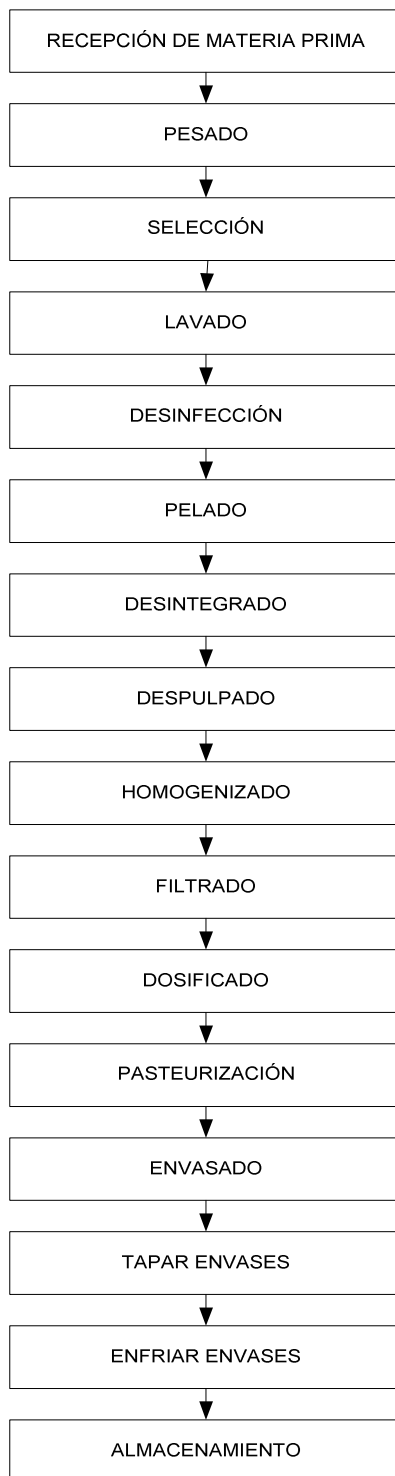 RECEPCIÓN DE MATERIA PRIMA
PESADO
SELECCIÓN
LAVADO
DESINFECCIÓN
PELADO
DESINTEGRADO
DESPULPADO
HOMOGENIZADO
FILTRADO
DOSIFICADO
PASTEURIZACIÓN
ENVASADO
TAPAR ENVASES
ENFRIAR ENVASES
ALMACENAMIENTO